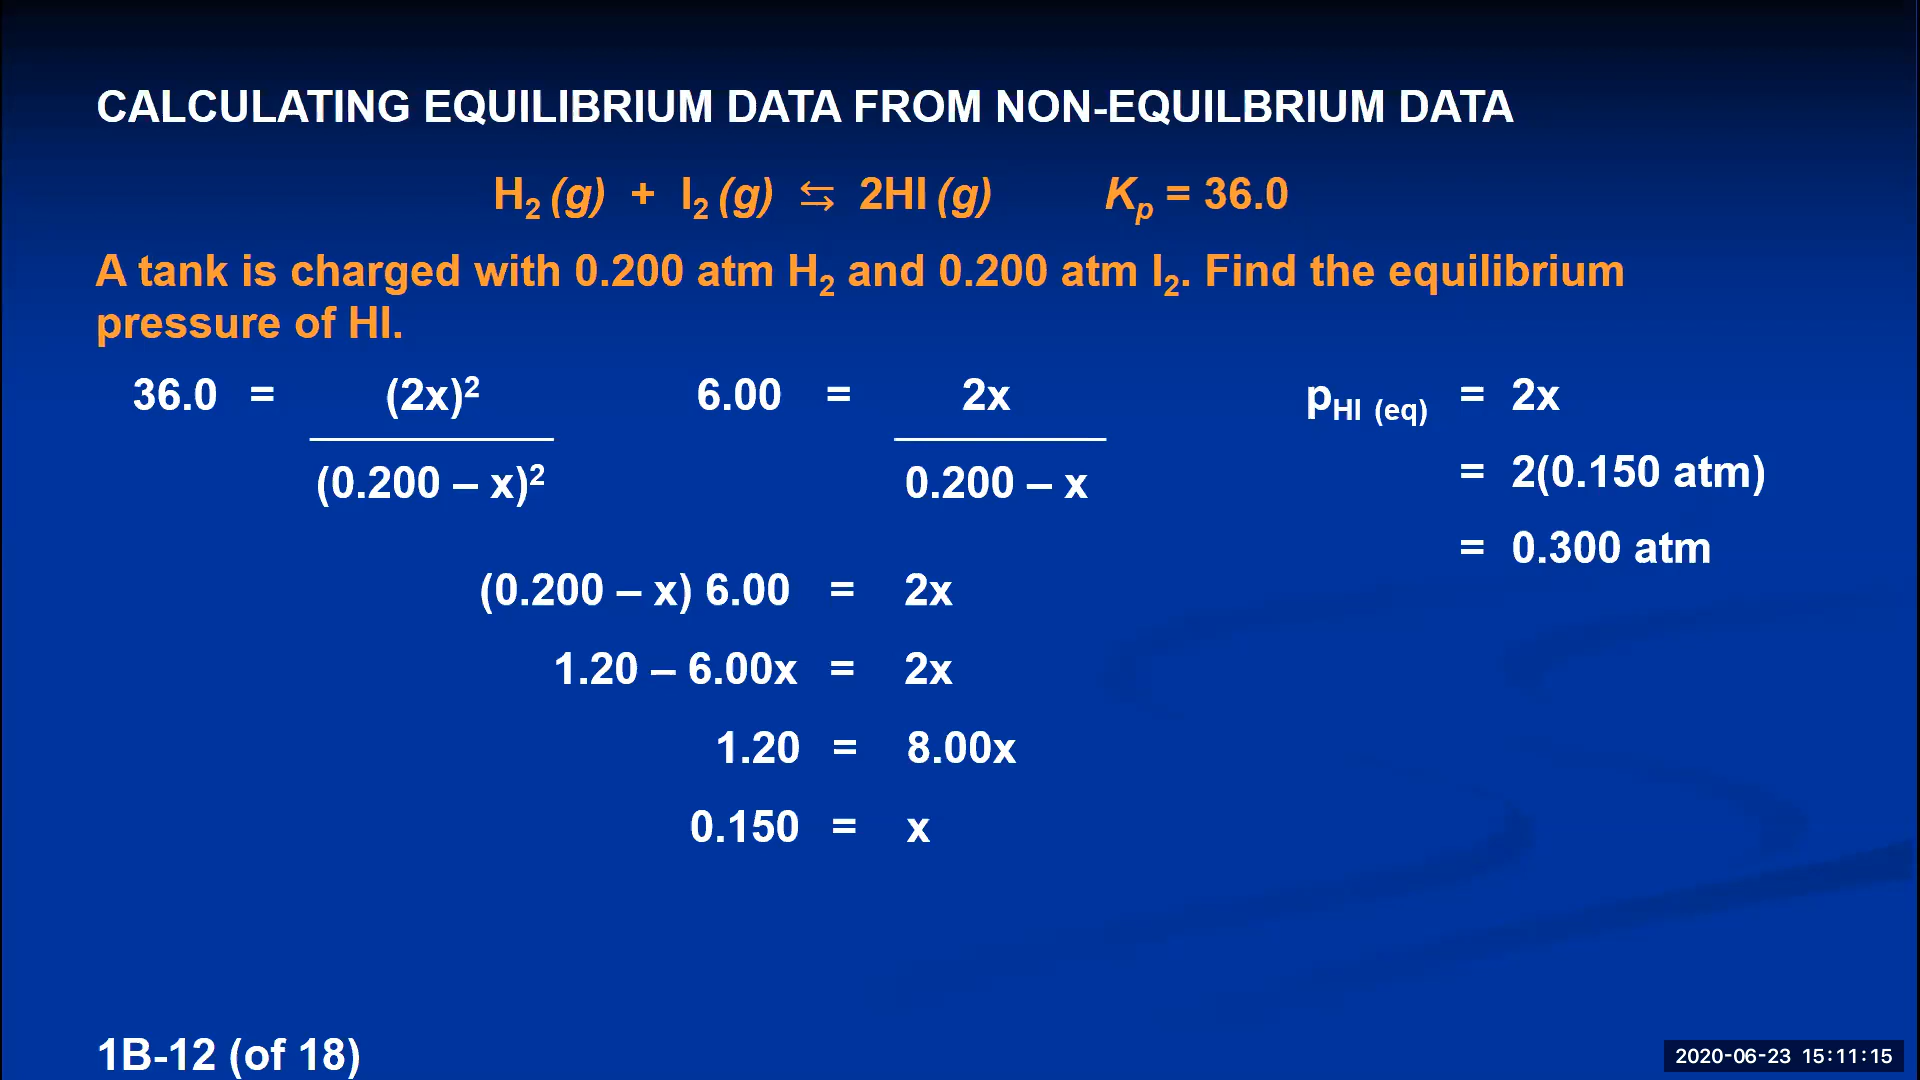 CALCULATING EQUILIBRIUM DATA FROM NON-EQUILBRIUM DATA
H₂ (g) + I₂ (g) ⇆ 2HI (g) Kₚ = 36.0
A tank is charged with 0.200 atm H₂ and 0.200 atm I₂. Find the equilibrium
pressure of HI.
36.0 = (2x)²
(0.200 – x)²
6.00 = 2x
0.200 – x
(0.200 – x) 6.00 = 2x
1.20 – 6.00x = 2x
1.20 = 8.00x
0.150 = x
pHI (eq) = 2x
= 2(0.150 atm)
= 0.300 atm
1B-12 (of 18)
2020-06-23 15:11:15